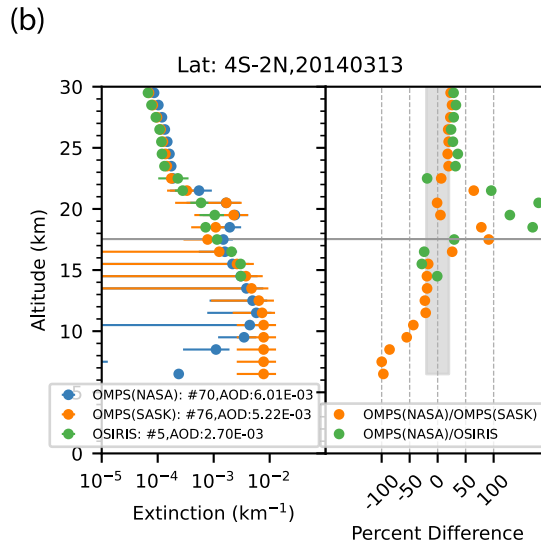 (b)
Lat: 4S-2N,20140313
30
25
20
15
10
5
0
Altitude (km)
OMPS(NASA): #70,AOD:6.01E-03
OMPS(SASK): #76,AOD:5.22E-03
OSIRIS: #5,AOD:2.70E-03
OMPS(NASA)/OMPS(SASK)
OMPS(NASA)/OSIRIS
10⁻⁵ 10⁻⁴ 10⁻³ 10⁻²
-100 -50 0 50 100
Extinction (km⁻¹)
Percent Difference